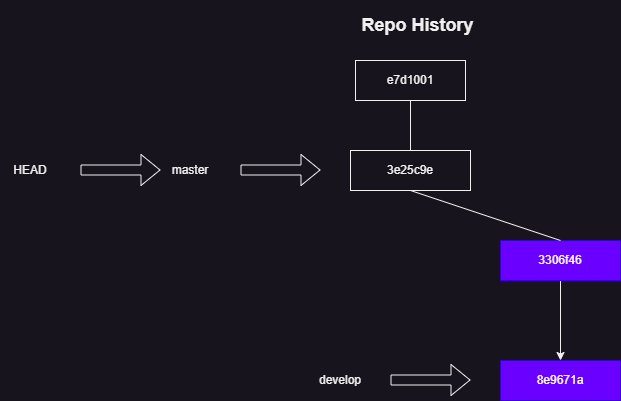 Repo History
e7d1001
HEAD
master
3e25c9e
3306f46
develop
8e9671a